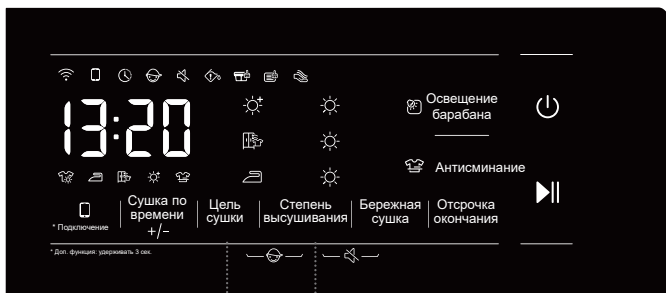 13:20
Освещение
барабана
Антисминание
* Подключение
Сушка по
времени
+/−
Цель
сушки
Степень
высушивания
Бережная
сушка
Отсрочка
окончания
* Доп. функция: удерживать 3 сек.